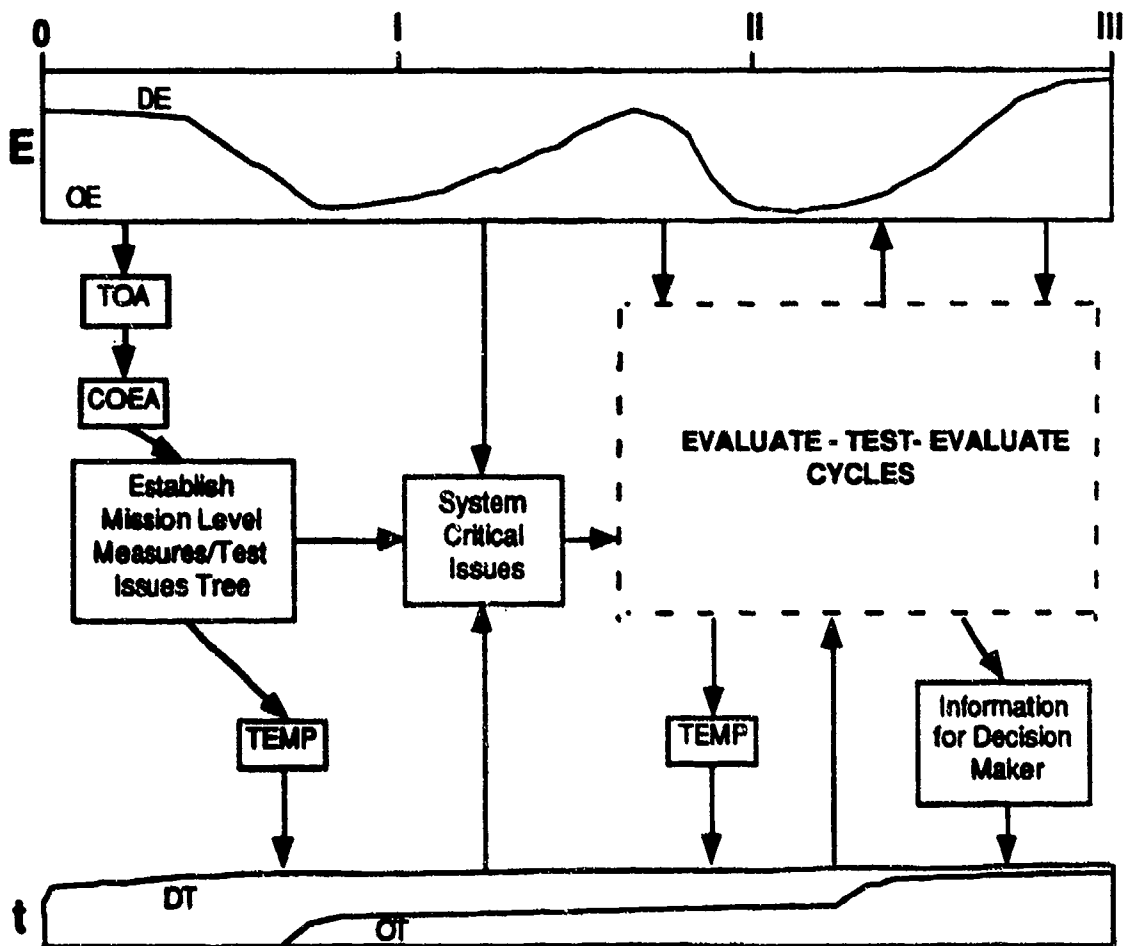 0 I II III
DE
E
OE
TOA
COEA
EVALUATE - TEST- EVALUATE
CYCLES
Establish
Mission Level
Measures/Test
Issues Tree
System
Critical
Issues
TEMP
TEMP
Information
for Decision
Maker
DT
t
OT